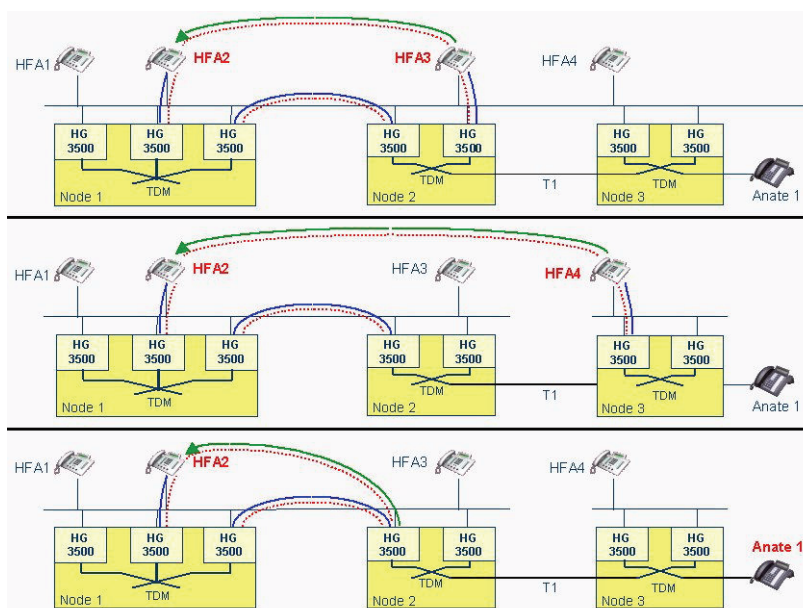 HFA1
HFA2
HFA3
HFA4
HG
3500
HG
3500
HG
3500
HG
3500
HG
3500
HG
3500
HG
3500
Node 1
TDM
Node 2
TDM
T1
Node 3
TDM
Anate 1
HFA1
HFA2
HFA3
HFA4
HG
3500
HG
3500
HG
3500
HG
3500
HG
3500
HG
3500
HG
3500
Node 1
TDM
Node 2
TDM
T1
Node 3
TDM
Anate 1
HFA1
HFA2
HFA3
HFA4
HG
3500
HG
3500
HG
3500
HG
3500
HG
3500
HG
3500
HG
3500
Anate 1
Node 1
TDM
Node 2
TDM
T1
Node 3
TDM